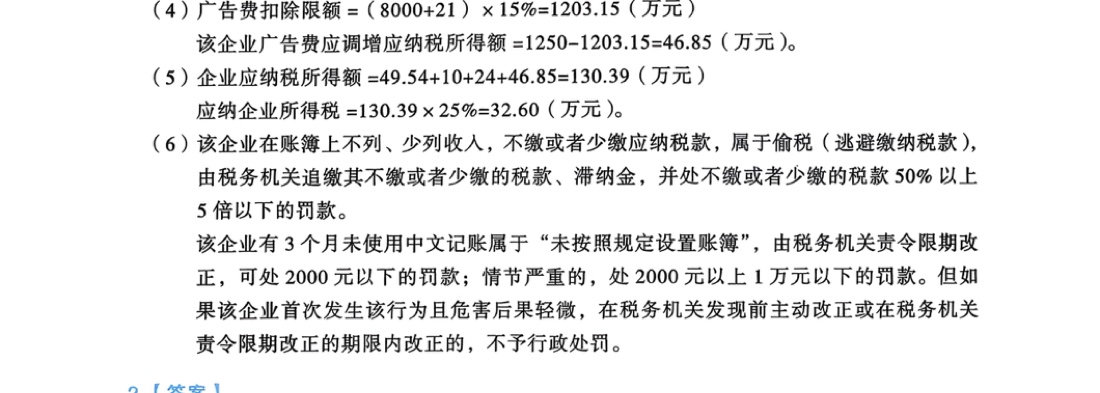 （4）广告费扣除限额 =（8000+21）×15%=1203.15（万元）
该企业广告费应调增应纳税所得额 =1250-1203.15=46.85（万元）。
（5）企业应纳税所得额 =49.54+10+24+46.85=130.39（万元）
应纳企业所得税 =130.39×25%=32.60（万元）。
（6）该企业在账簿上不列、少列收入，不缴或者少缴应纳税款，属于偷税（逃避缴纳税款），
由税务机关追缴其不缴或者少缴的税款、滞纳金，并处不缴或者少缴的税款 50% 以上
5 倍以下的罚款。
该企业有 3 个月未使用中文记账属于“未按照规定设置账簿”，由税务机关责令限期改
正，可处 2000 元以下的罚款；情节严重的，处 2000 元以上 1 万元以下的罚款。但如
果该企业首次发生该行为且危害后果轻微，在税务机关发现前主动改正或在税务机关
责令限期改正的期限内改正的，不予行政处罚。
【答案】